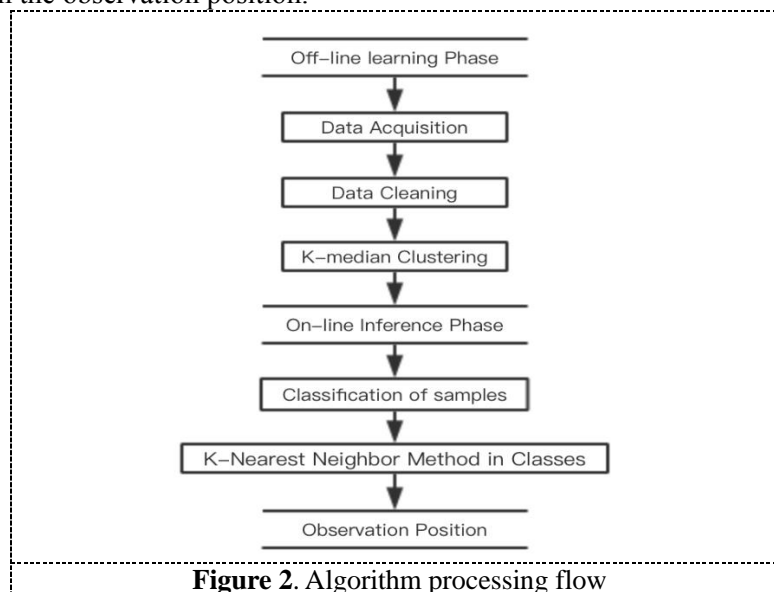 the observation position.
Off-line learning Phase
Data Acquisition
Data Cleaning
K-median Clustering
On-line Inference Phase
Classification of samples
K-Nearest Neighbor Method in Classes
Observation Position
Figure 2. Algorithm processing flow